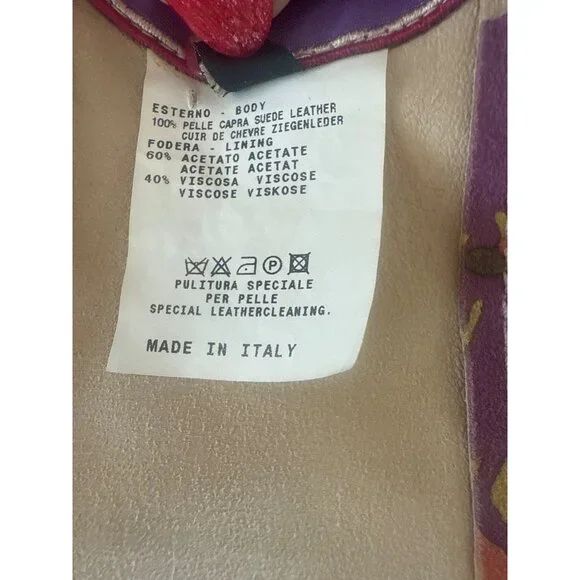 ESTERNO - BODY
100% PELLE CAPRA SUEDE LEATHER
CUIR DE CHEVRE ZIEGENLEDER
FODERA - LINING
60% ACETATO ACETATE
ACETATE ACETAT
40% VISCOSA VISCOSE
VISCOSE VISKOSE
P
PULITURA SPECIALE
PER PELLE
SPECIAL LEATHERCLEANING.
MADE IN ITALY